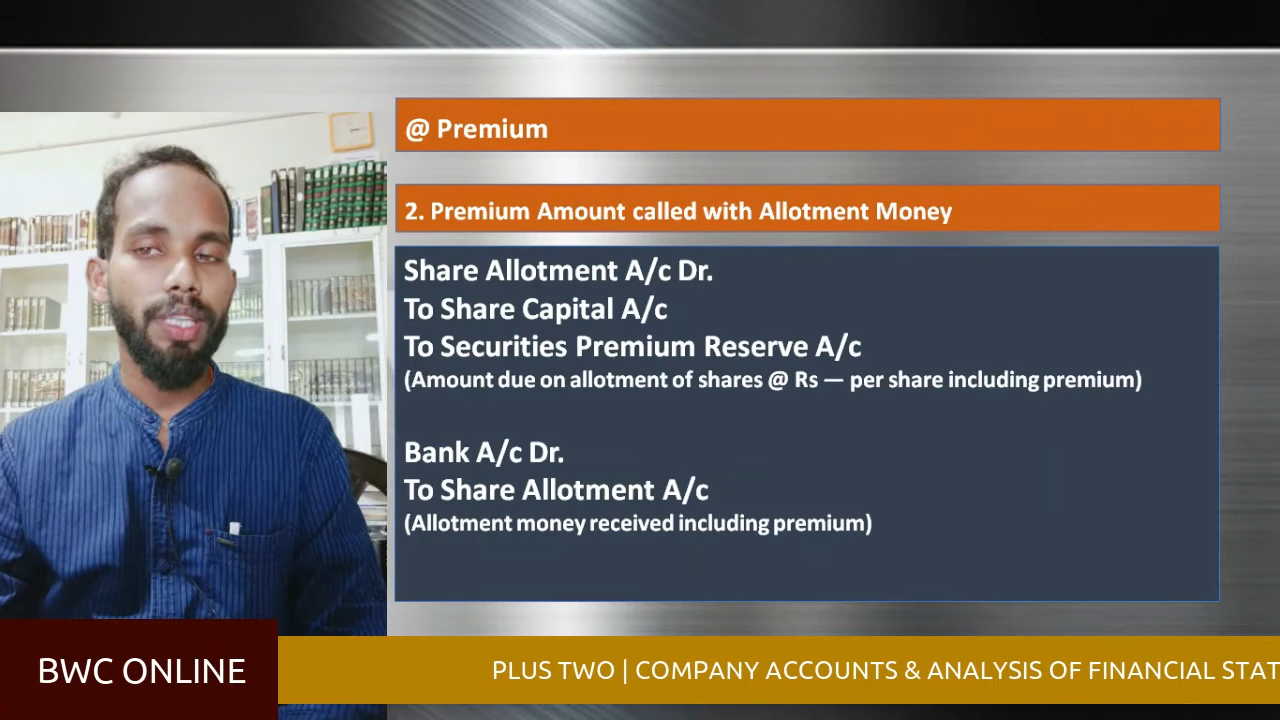 @ Premium
2. Premium Amount called with Allotment Money
Share Allotment A/c Dr.
To Share Capital A/c
To Securities Premium Reserve A/c
(Amount due on allotment of shares @ Rs — per share including premium)
Bank A/c Dr.
To Share Allotment A/c
(Allotment money received including premium)
BWC ONLINE
PLUS TWO | COMPANY ACCOUNTS & ANALYSIS OF FINANCIAL STAT